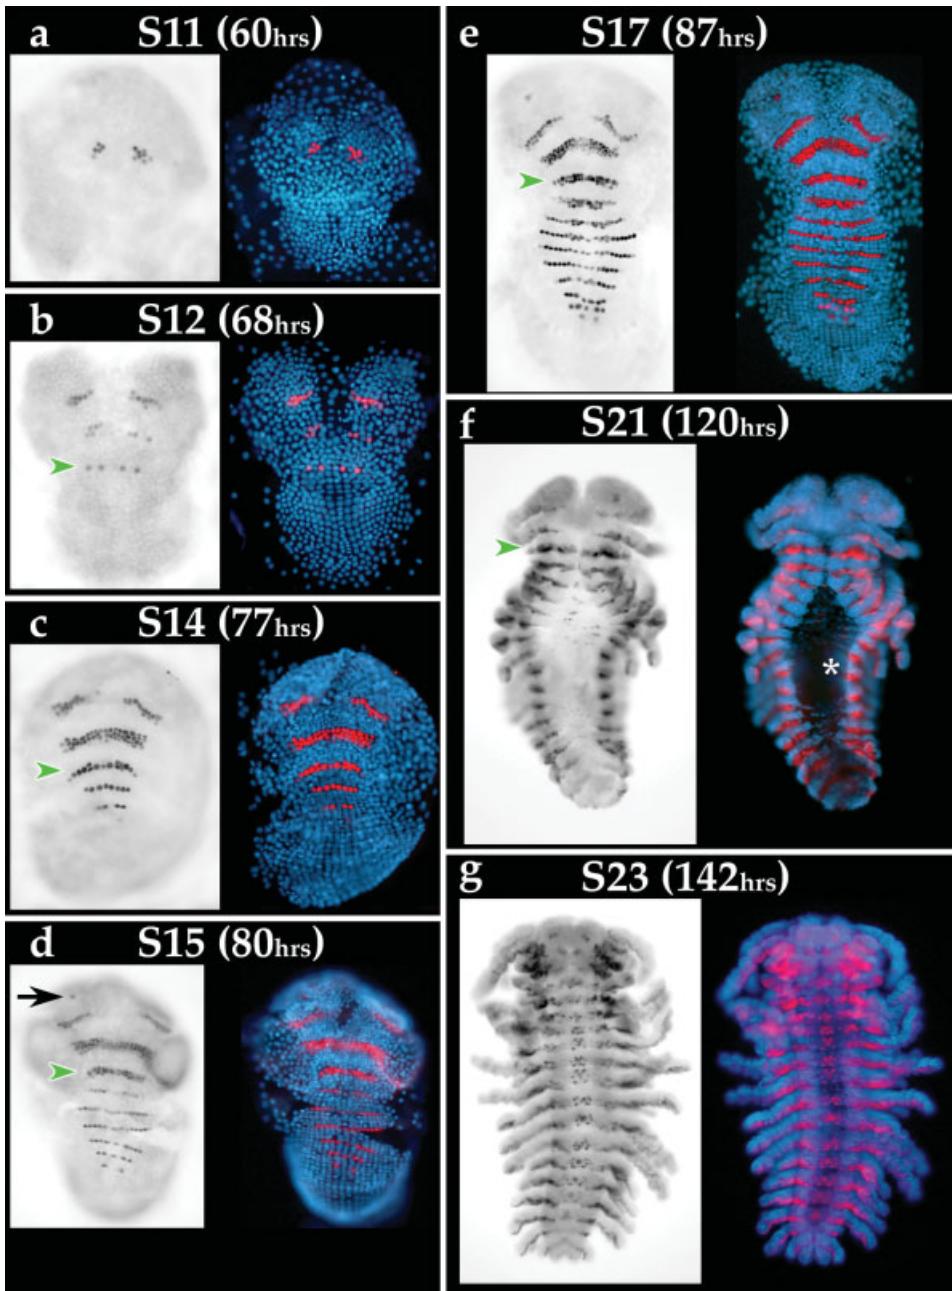 a S11 (60hrs)
b S12 (68hrs)
c S14 (77hrs)
d S15 (80hrs)
e S17 (87hrs)
f S21 (120hrs)
*
g S23 (142hrs)